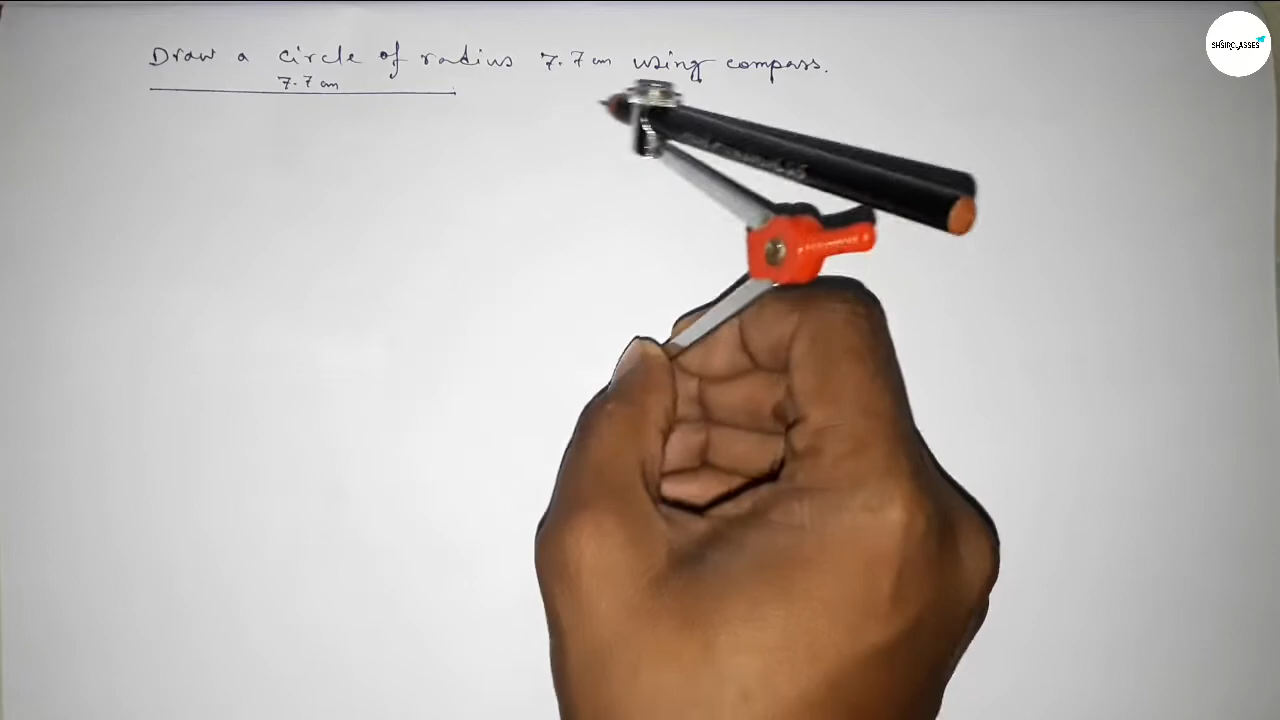 Draw a circle of radius 7.7 cm using compass.
7.7 cm
SHSIRCLASSES